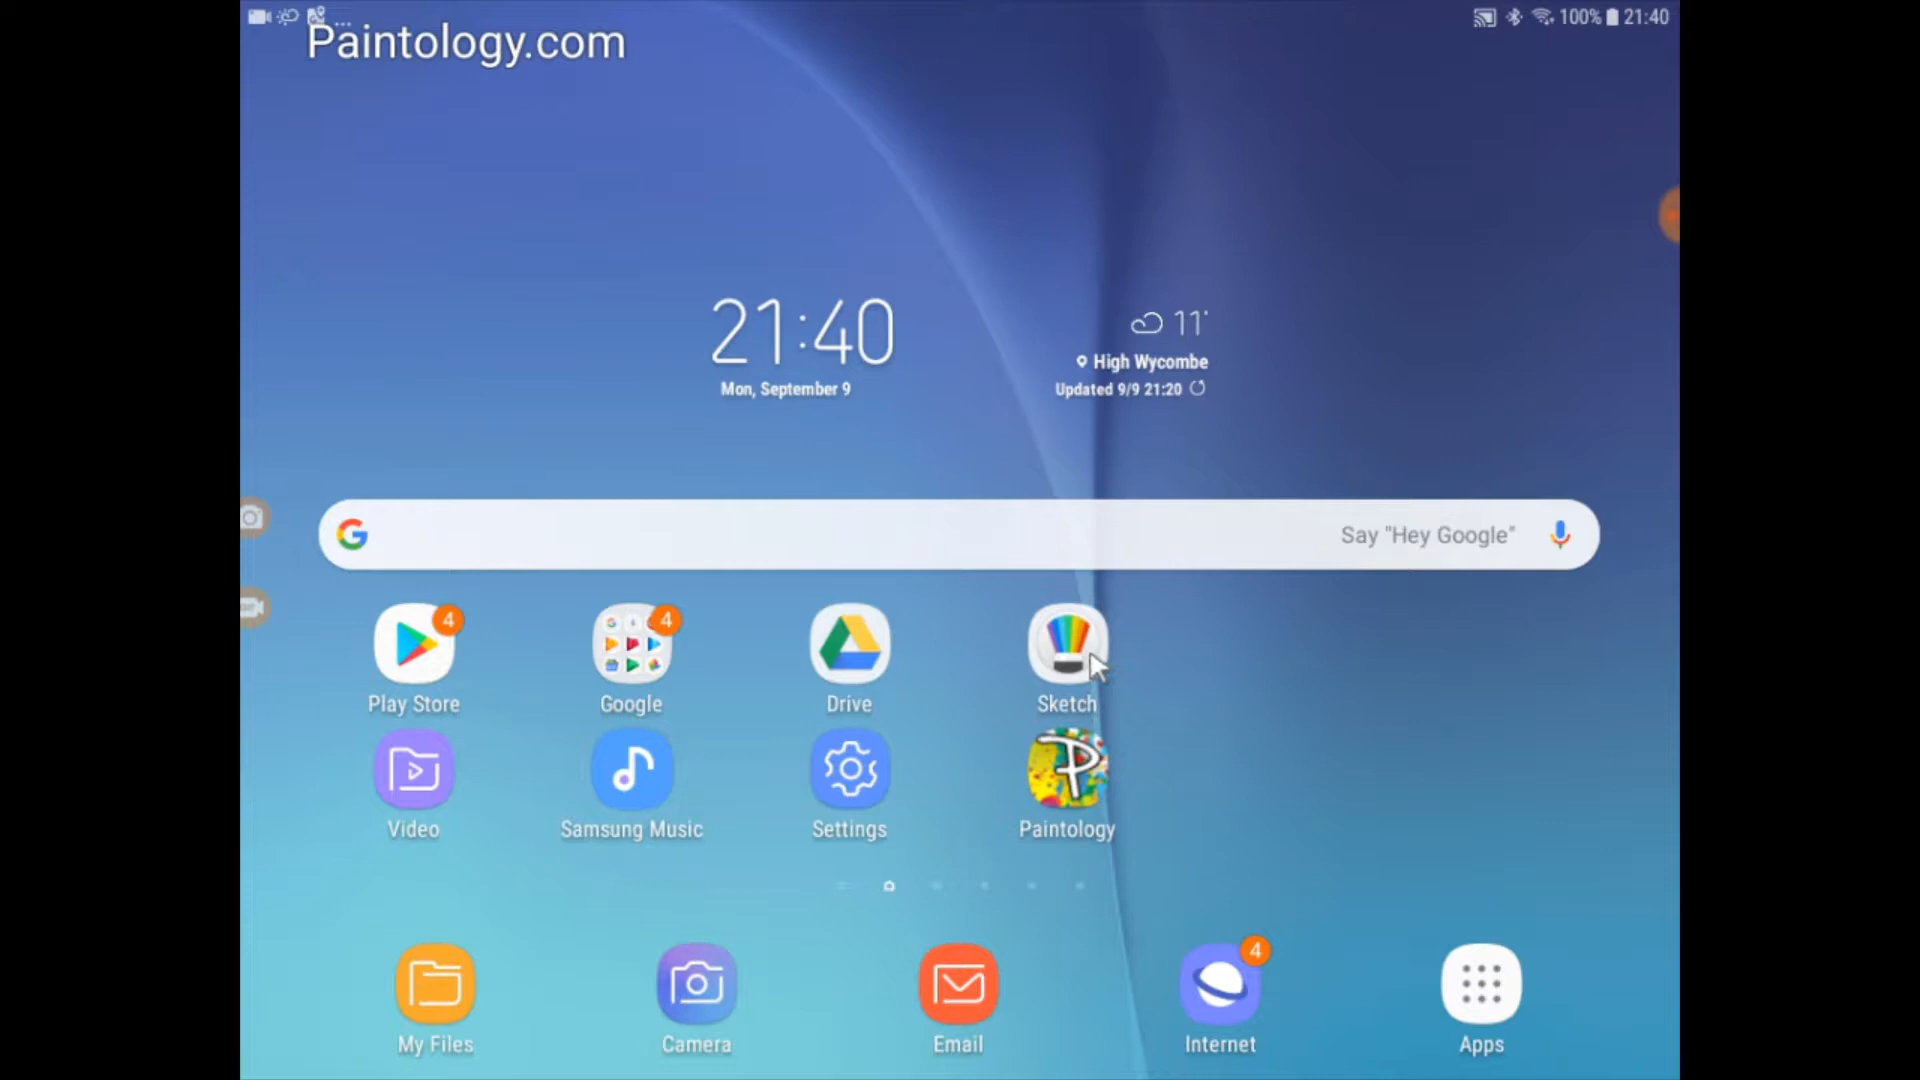 100% 21:40
Paintology.com
21:40
Mon, September 9
11°
High Wycombe
Updated 9/9 21:20
Say "Hey Google"
4
4
Play Store
Google
Drive
Sketch
P
Video
Samsung Music
Settings
Paintology
4
My Files
Camera
Email
Internet
Apps